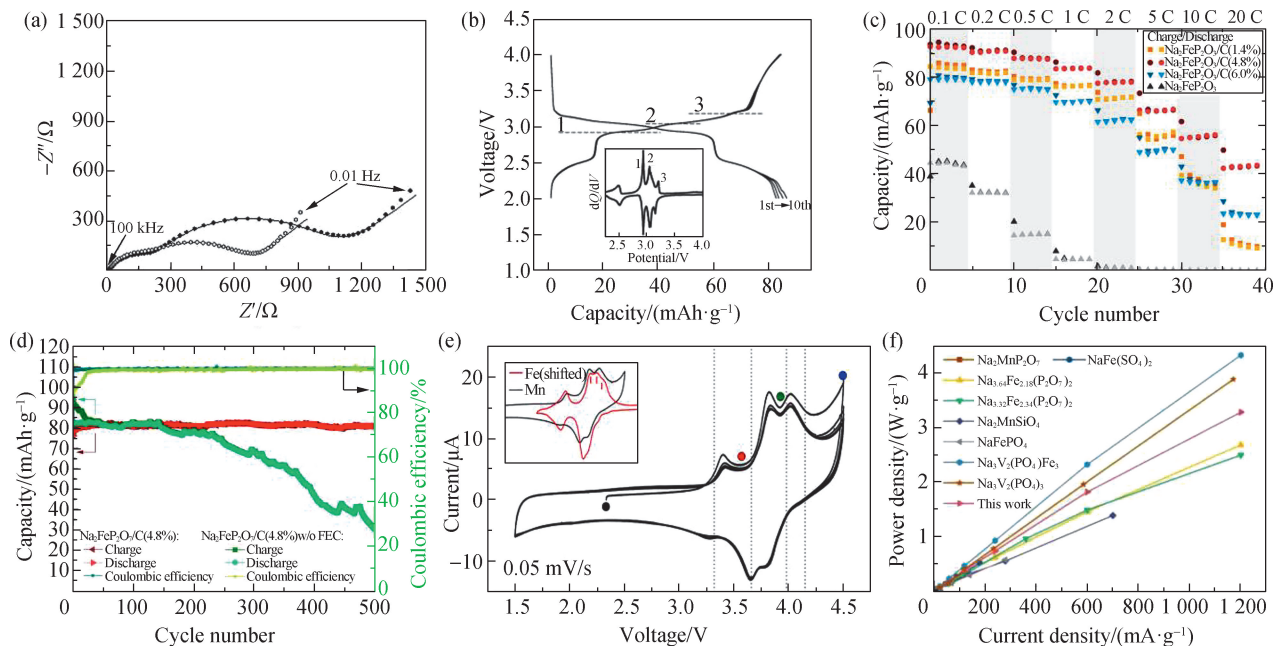 (a)
1 500
1200
900
600
300
−Z″/Ω
100 kHz
0.01 Hz
0 300 600 900 1 200 1 500
Z′/Ω
(b)
4.5
4.0
3.5
3.0
2.5
2.0
1.5
1.0
Voltage/V
1
2
3
1st→10th
dQ/dV
1
2
3
2.5 3.0 3.5 4.0
Potential/V
0 20 40 60 80 100
Capacity/(mAh·g⁻¹)
(c)
0.1 C 0.2 C 0.5 C 1 C 2 C 5 C 10 C 20 C
100
80
60
40
20
0
Capacity/(mAh·g⁻¹)
Charge/Discharge
Na₂FeP₂O₇/C(1.4%)
Na₂FeP₂O₇/C(4.8%)
Na₂FeP₂O₇/C(6.0%)
Na₂FeP₂O₇
0 10 20 30 40
Cycle number
(d)
120
110
100
90
80
70
60
50
40
30
20
10
0
Capacity/(mAh·g⁻¹)
100
80
60
40
20
0
Coulombic efficiency/%
Na₂FeP₂O₇/C(4.8%):
Charge
Discharge
Coulombic efficiency
Na₂FeP₂O₇/C(4.8%)w/o FEC:
Charge
Discharge
Coulombic efficiency
0 100 200 300 400 500
Cycle number
(e)
20
10
0
−10
Current/μA
Fe(shifted)
Mn
0.05 mV/s
1.5 2.0 2.5 3.0 3.5 4.0 4.5
Voltage/V
(f)
4
3
2
1
0
Power density/(W·g⁻¹)
Na₂MnP₂O₇
NaFe(SO₄)₂
Na₃.₆₄Fe₂.₁₈(P₂O₇)₂
Na₃.₃₂Fe₂.₃₄(P₂O₇)₂
Na₂MnSiO₄
NaFePO₄
Na₃V₂(PO₄)Fe₃
Na₃V₂(PO₄)₃
This work
0 200 400 600 800 1 000 1 200
Current density/(mA·g⁻¹)